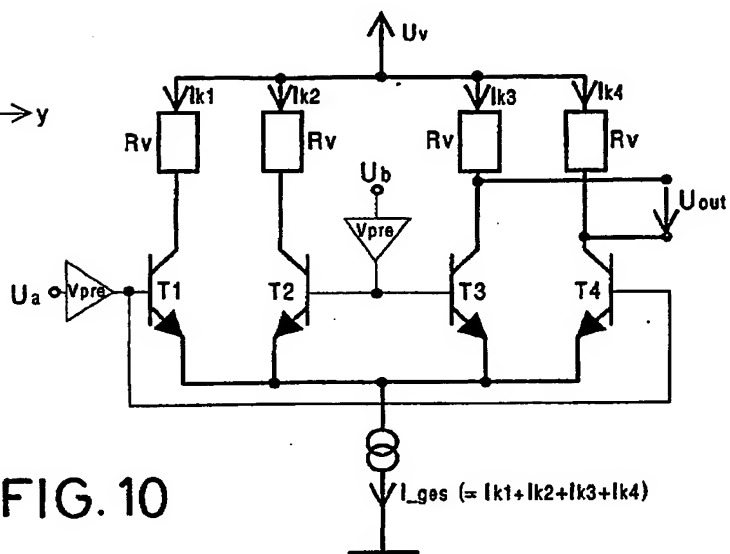 Uv
Ik1
Ik2
Ik3
Ik4
y
Rv
Rv
Rv
Rv
Ub
Uout
Vpre
Ua
Vpre
T1
T2
T3
T4
FIG. 10
I_ges (= Ik1+Ik2+Ik3+Ik4)